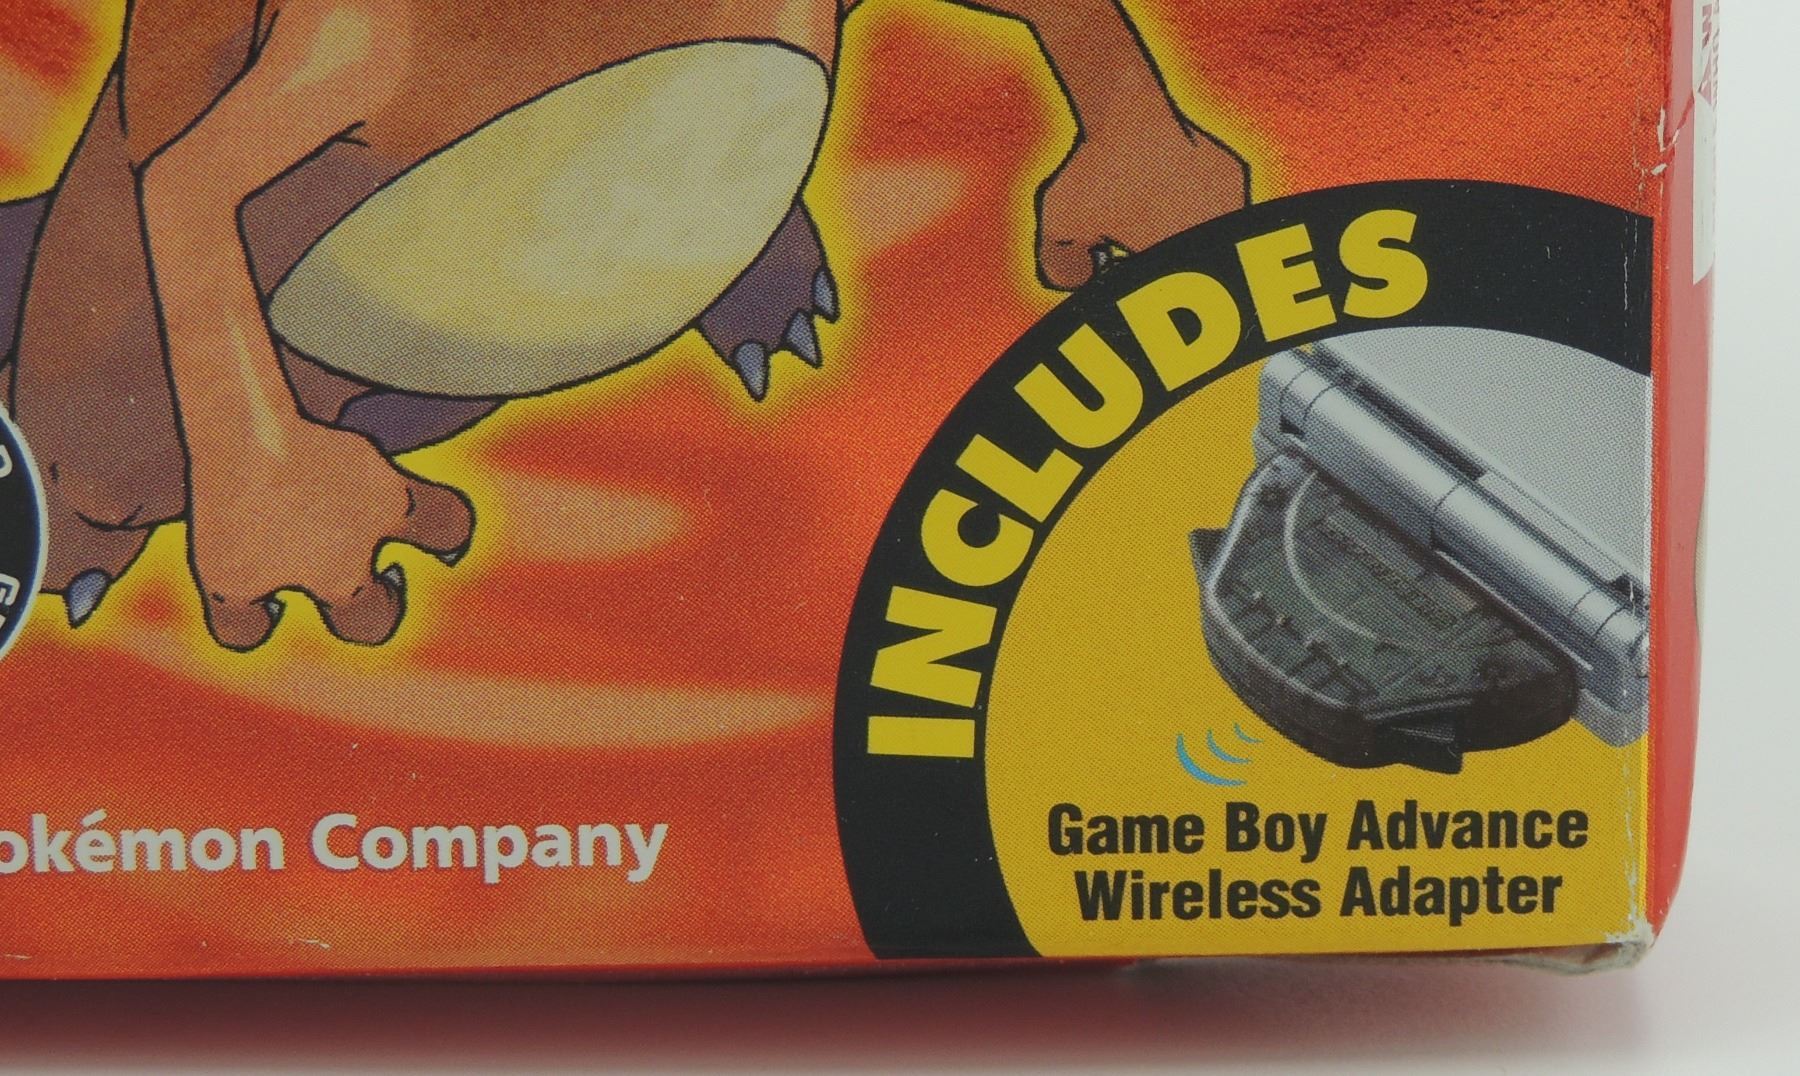 INCLUDES
okémon Company
Game Boy Advance
Wireless Adapter